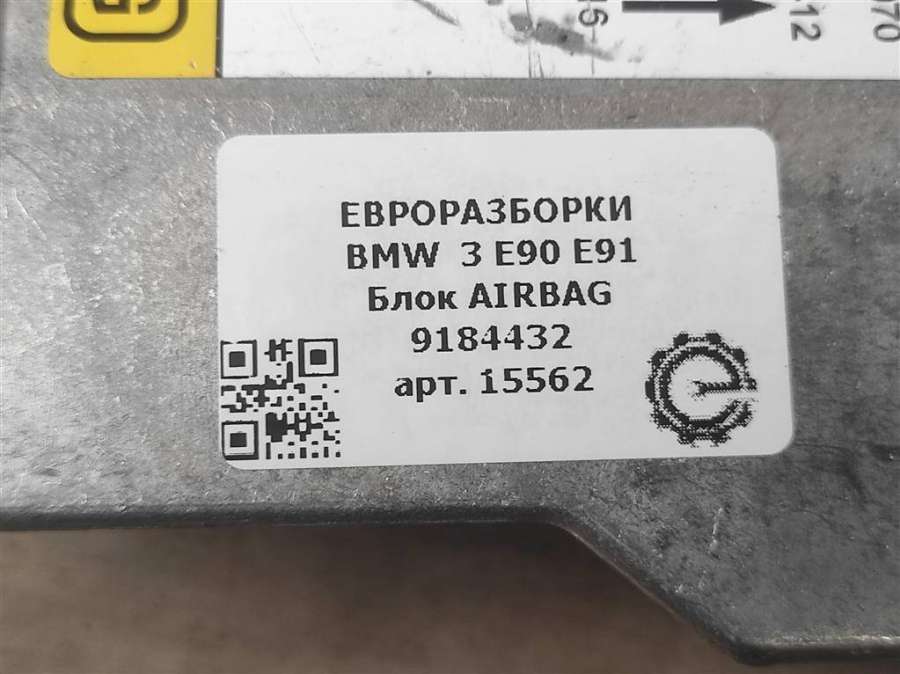 ЕВРОРАЗБОРКИ
BMW 3 E90 E91
Блок AIRBAG
9184432
арт. 15562